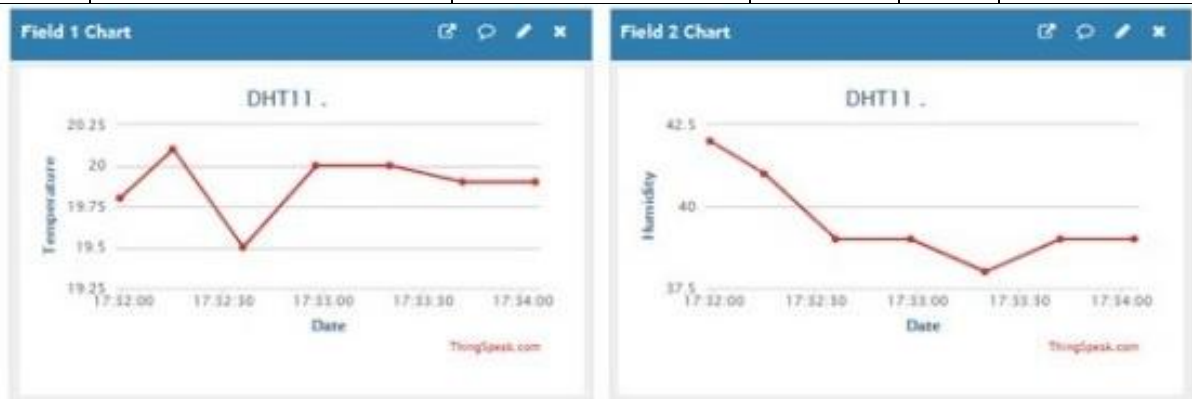 Field 1 Chart
DHT11 .
Temperature
20.25
20
19.75
19.5
19.25
17:32:00 17:32:30 17:33:00 17:33:30 17:34:00
Date
ThingSpeak.com
Field 2 Chart
DHT11 .
Humidity
42.5
40
37.5
17:32:00 17:32:30 17:33:00 17:33:30 17:34:00
Date
ThingSpeak.com